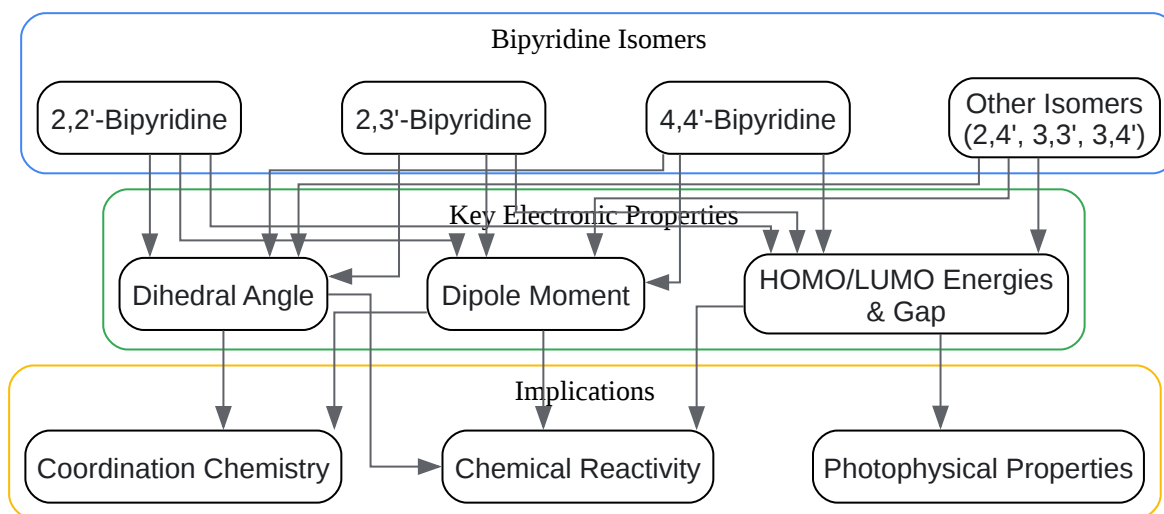 Bipyridine Isomers
2,2'-Bipyridine
2,3'-Bipyridine
4,4'-Bipyridine
Other Isomers
(2,4', 3,3', 3,4')
Key Electronic Properties
Dihedral Angle
Dipole Moment
HOMO/LUMO Energies
& Gap
Implications
Coordination Chemistry
Chemical Reactivity
Photophysical Properties